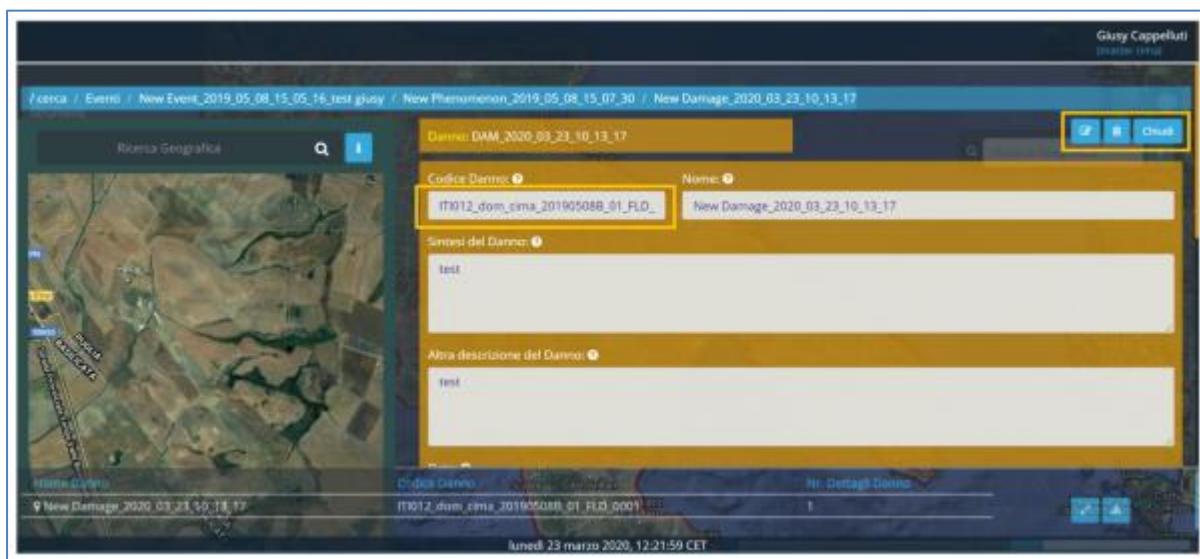 Giusy Cappelluti
/ cerca / Eventi / New Event_2019_05_08_15_05_16_test giusy / New Phenomenon_2019_05_08_15_07_30 / New Damage_2020_03_23_10_13_17
Ricerca Geografica
Danno: DAM_2020_03_23_10_13_17
Chiudi
Codice Danno: Nome:
ITI012_dom_cima_20190508B_01_FLD_ New Damage_2020_03_23_10_13_17
Sintesi del Danno:
test
Altra descrizione del Danno:
test
PUGLIA
BASILICATA
Nome Danno Codice Danno Nr. Dettagli Danno
New Damage_2020_03_23_10_13_17 ITI012_dom_cima_20190508B_01_FLD_0001 1
lunedì 23 marzo 2020, 12:21:59 CET